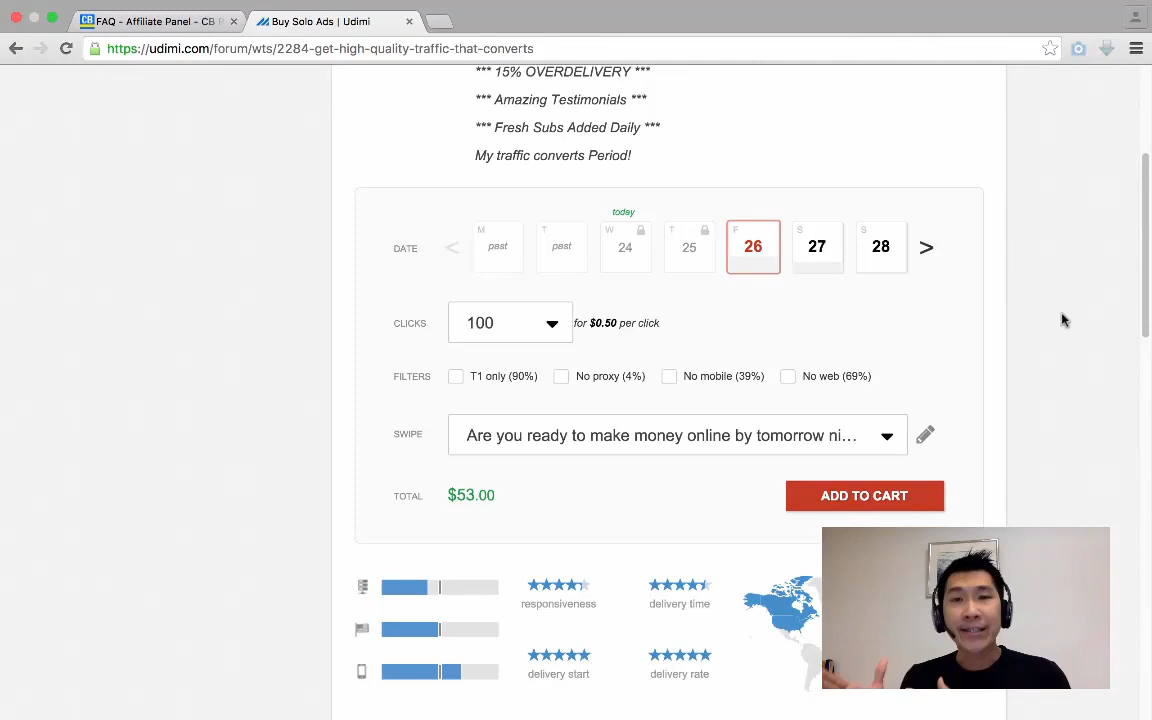 FAQ - Affiliate Panel - CB P
Buy Solo Ads | Udimi
https://udimi.com/forum/wts/2284-get-high-quality-traffic-that-converts
*** 15% OVERDELIVERY ***
*** Amazing Testimonials ***
*** Fresh Subs Added Daily ***
My traffic converts Period!
today
M T W T F S S
DATE < past past 24 25 26 27 28 >
CLICKS 100 for $0.50 per click
FILTERS T1 only (90%) No proxy (4%) No mobile (39%) No web (69%)
SWIPE Are you ready to make money online by tomorrow ni...
TOTAL $53.00 ADD TO CART
responsiveness delivery time
delivery start delivery rate